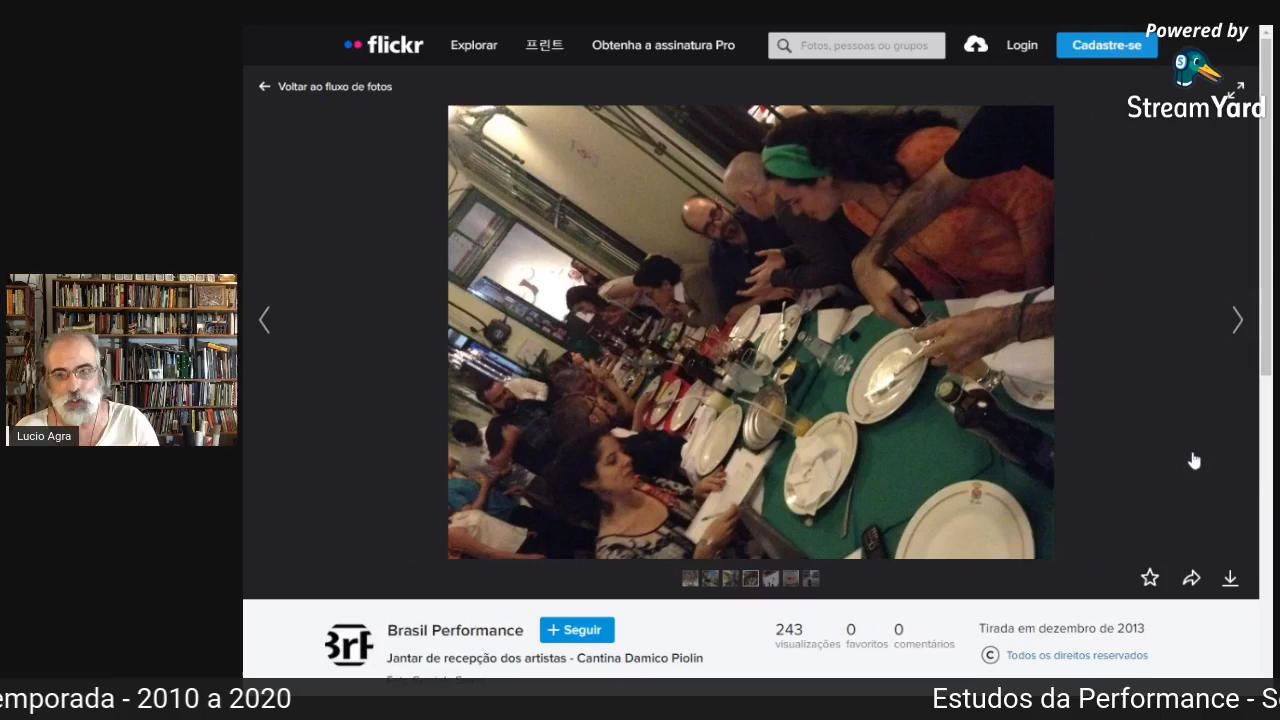 Powered by
StreamYard
flickr
Explorar
프린트
Obtenha a assinatura Pro
Fotos, pessoas ou grupos
Login
Cadastre-se
Voltar ao fluxo de fotos
Lucio Agra
Brasil Performance
+ Seguir
Jantar de recepção dos artistas - Cantina Damico Piolin
243
visualizações
0
favoritos
0
comentários
Tirada em dezembro de 2013
Todos os direitos reservados
emporada - 2010 a 2020
Estudos da Performance - S